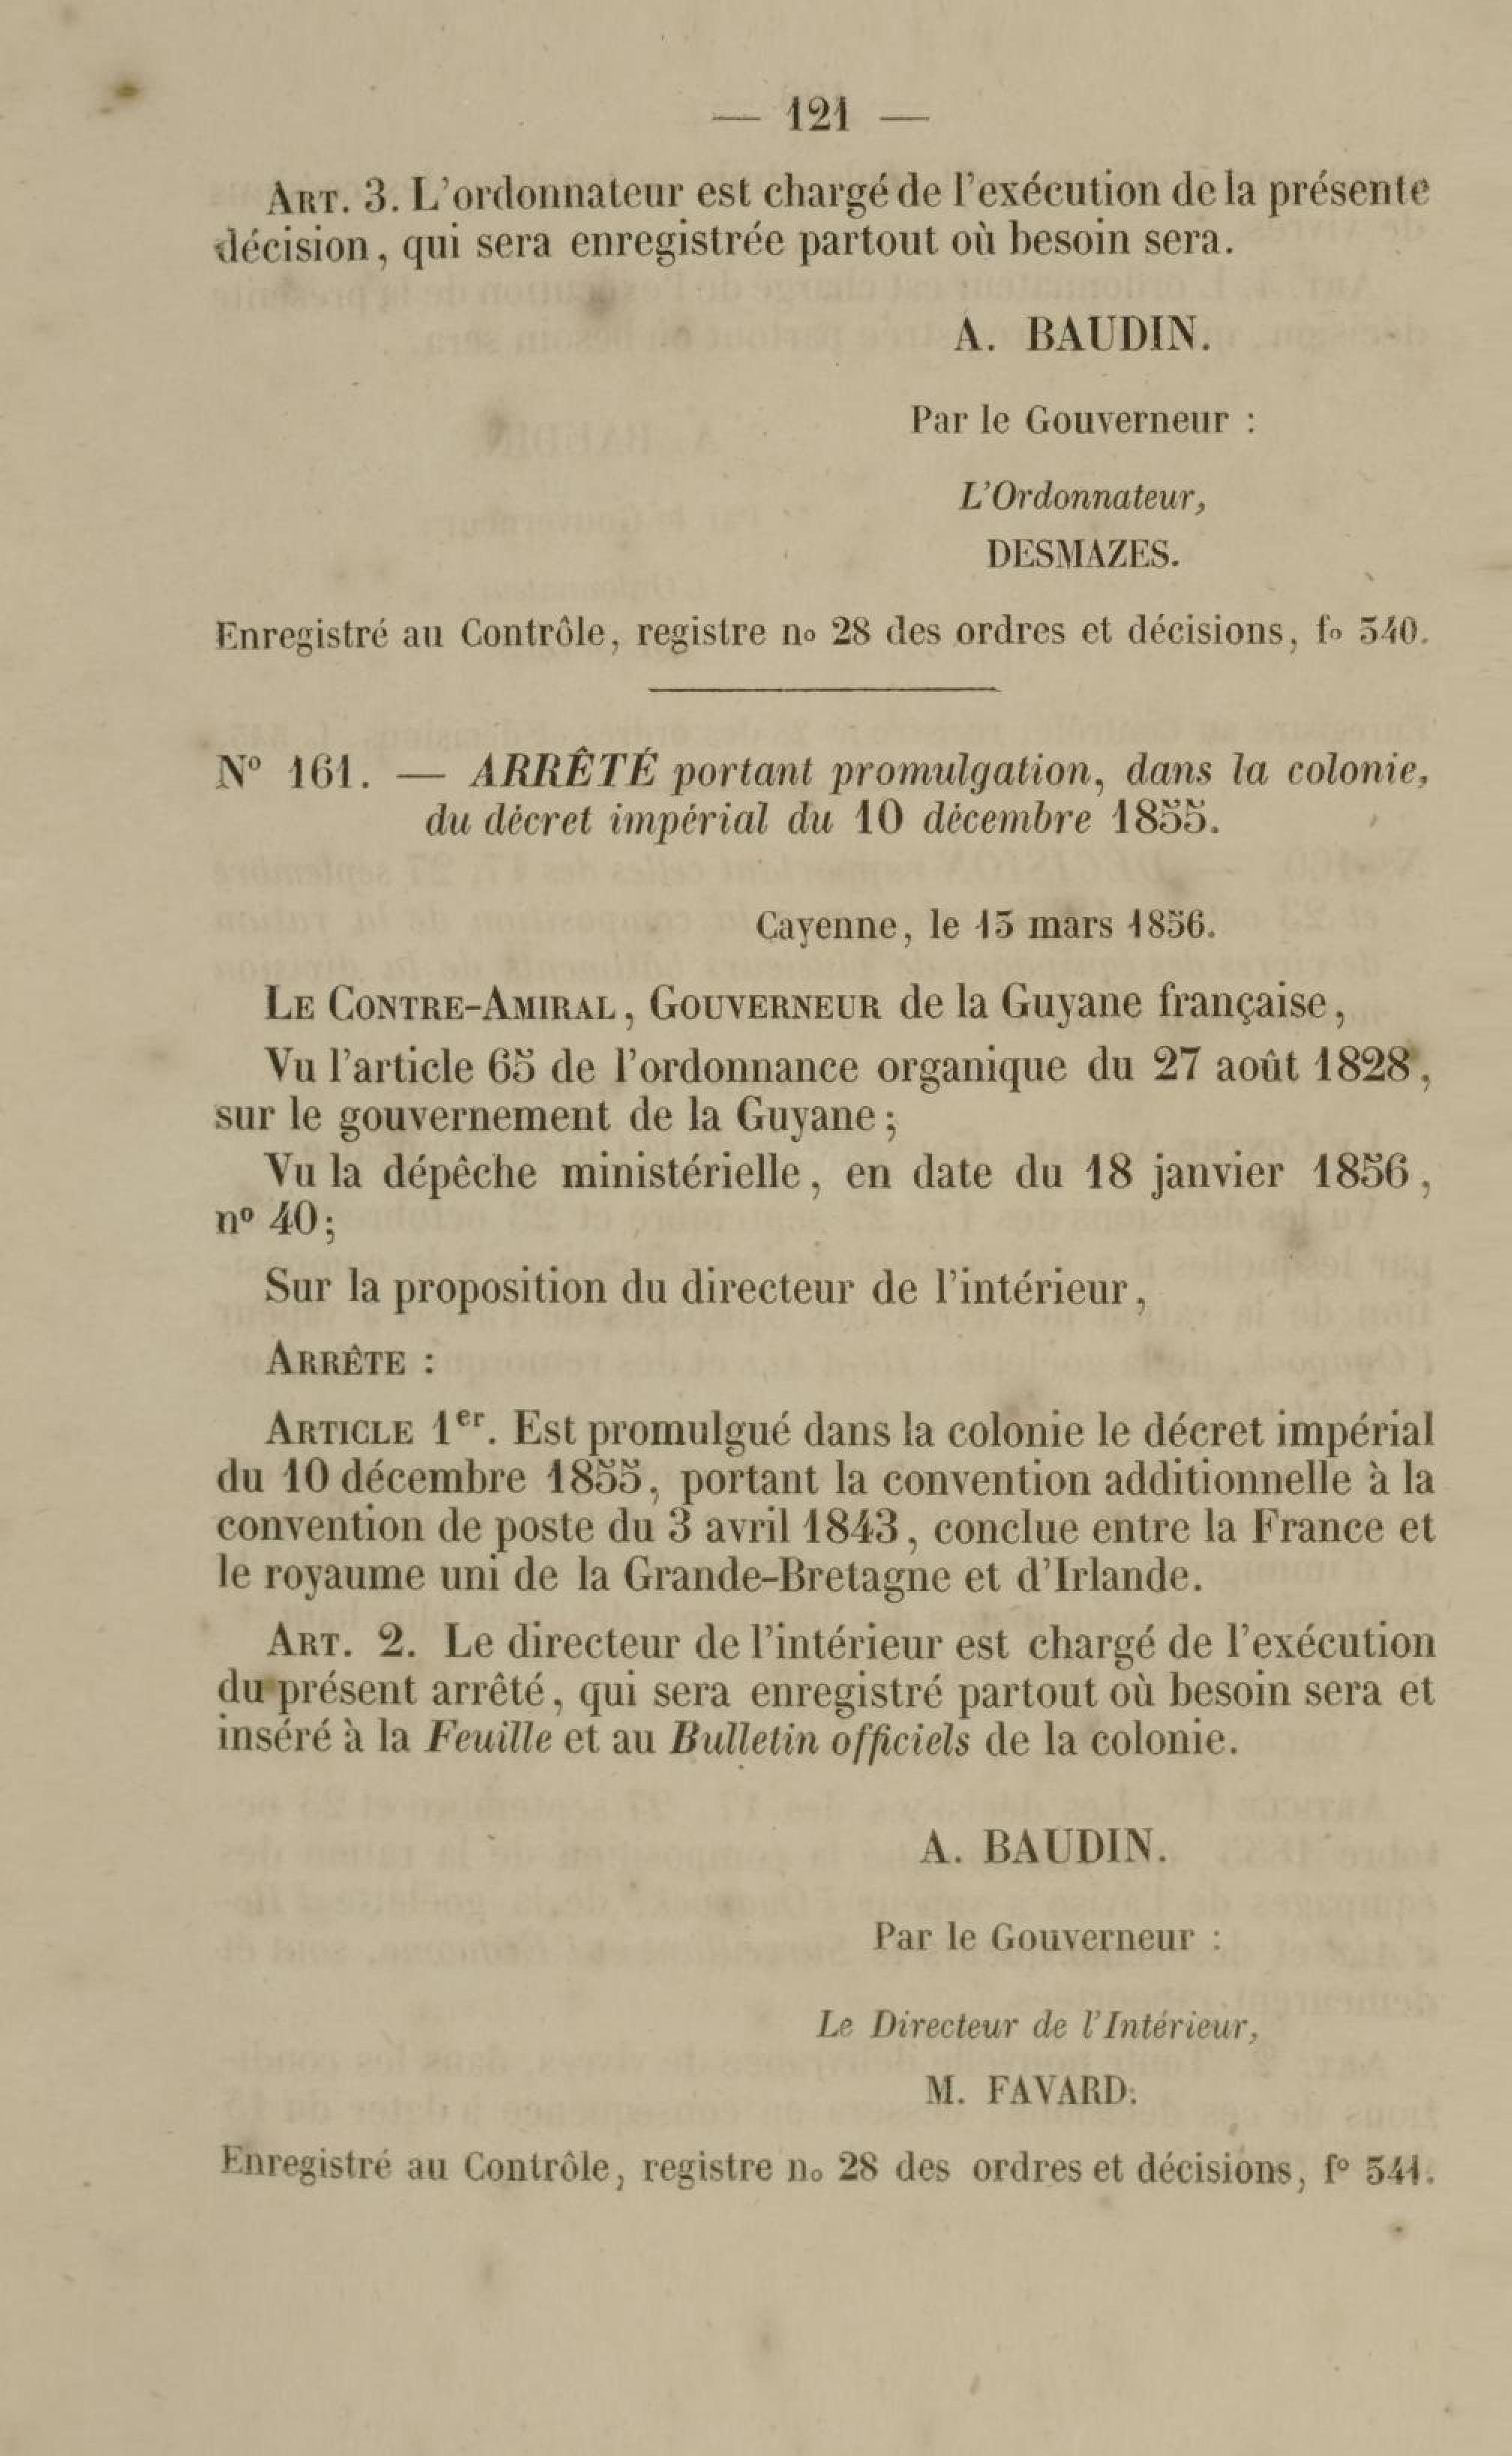 — 121 —
ART. 3. L'ordonnateur est chargé de l'exécution de la présente
décision, qui sera enregistrée partout où besoin sera.
A. BAUDIN.
Par le Gouverneur :
L'Ordonnateur,
DESMAZES.
Enregistré au Contrôle, registre no 28 des ordres et décisions, fo 540.
N° 161. — ARRÊTÉ portant promulgation, dans la colonie,
du décret impérial du 10 décembre 1855.
Cayenne, le 15 mars 1856.
LE CONTRE-AMIRAL, GOUVERNEUR de la Guyane française,
Vu l'article 65 de l'ordonnance organique du 27 août 1828,
sur le gouvernement de la Guyane;
Vu la dépêche ministérielle, en date du 18 janvier 1856,
n° 40;
Sur la proposition du directeur de l'intérieur,
ARRÊTE :
ARTICLE 1er. Est promulgué dans la colonie le décret impérial
du 10 décembre 1855, portant la convention additionnelle à la
convention de poste du 3 avril 1843, conclue entre la France et
le royaume uni de la Grande-Bretagne et d'Irlande.
ART. 2. Le directeur de l'intérieur est chargé de l'exécution
du présent arrêté, qui sera enregistré partout où besoin sera et
inséré à la Feuille et au Bulletin officiels de la colonie.
A. BAUDIN.
Par le Gouverneur :
Le Directeur de l'Intérieur,
M. FAVARD.
Enregistré au Contrôle, registre no 28 des ordres et décisions, f° 541.